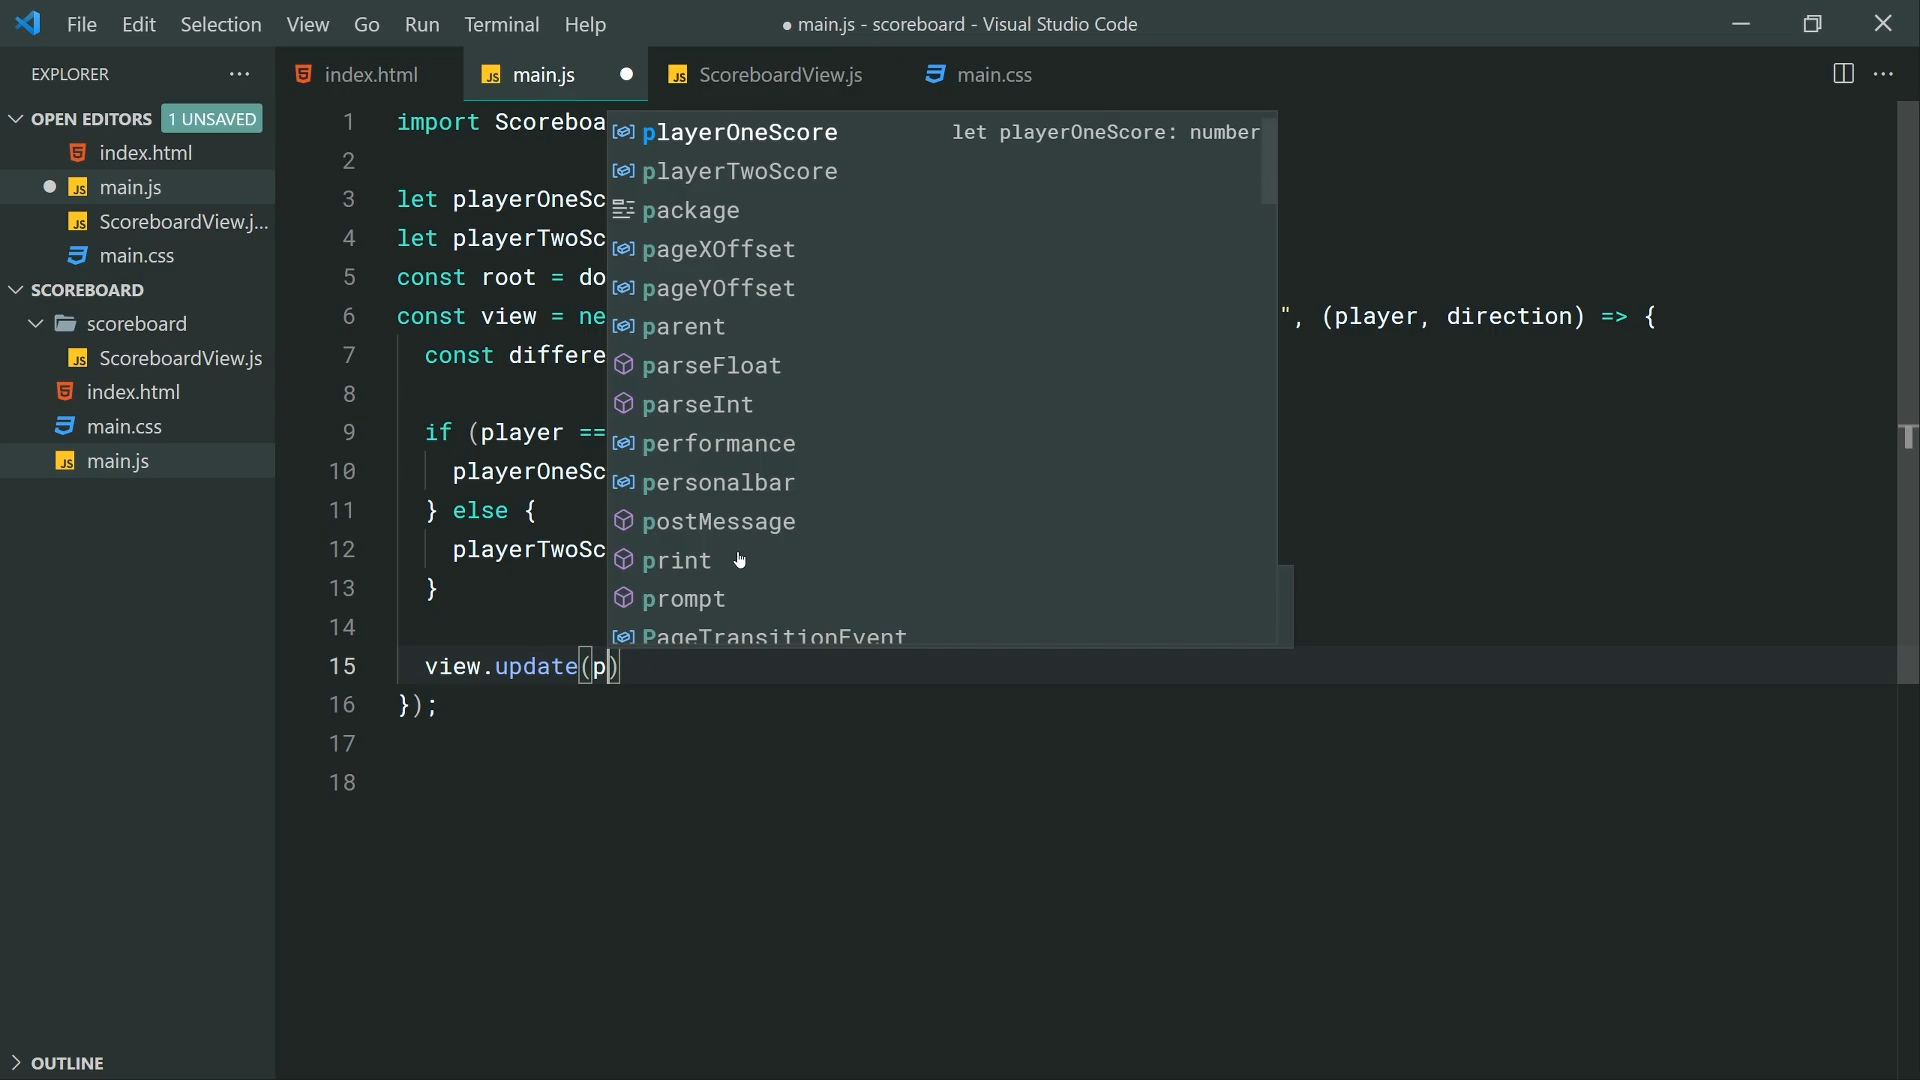 File Edit Selection View Go Run Terminal Help
● main.js - scoreboard - Visual Studio Code
EXPLORER ···
OPEN EDITORS 1 UNSAVED
index.html
main.js
ScoreboardView.j...
main.css
SCOREBOARD
scoreboard
ScoreboardView.js
index.html
main.css
main.js
OUTLINE
index.html main.js ScoreboardView.js main.css
1 import Scoreboa
2
3 let playerOneSc
4 let playerTwoSc
5 const root = do
6 const view = ne ", (player, direction) => {
7 const differe
8
9 if (player ==
10 playerOneSc
11 } else {
12 playerTwoSc
13 }
14
15 view.update(p)
16 });
17
18
playerOneScore let playerOneScore: number
playerTwoScore
package
pageXOffset
pageYOffset
parent
parseFloat
parseInt
performance
personalbar
postMessage
print
prompt
PageTransitionEvent